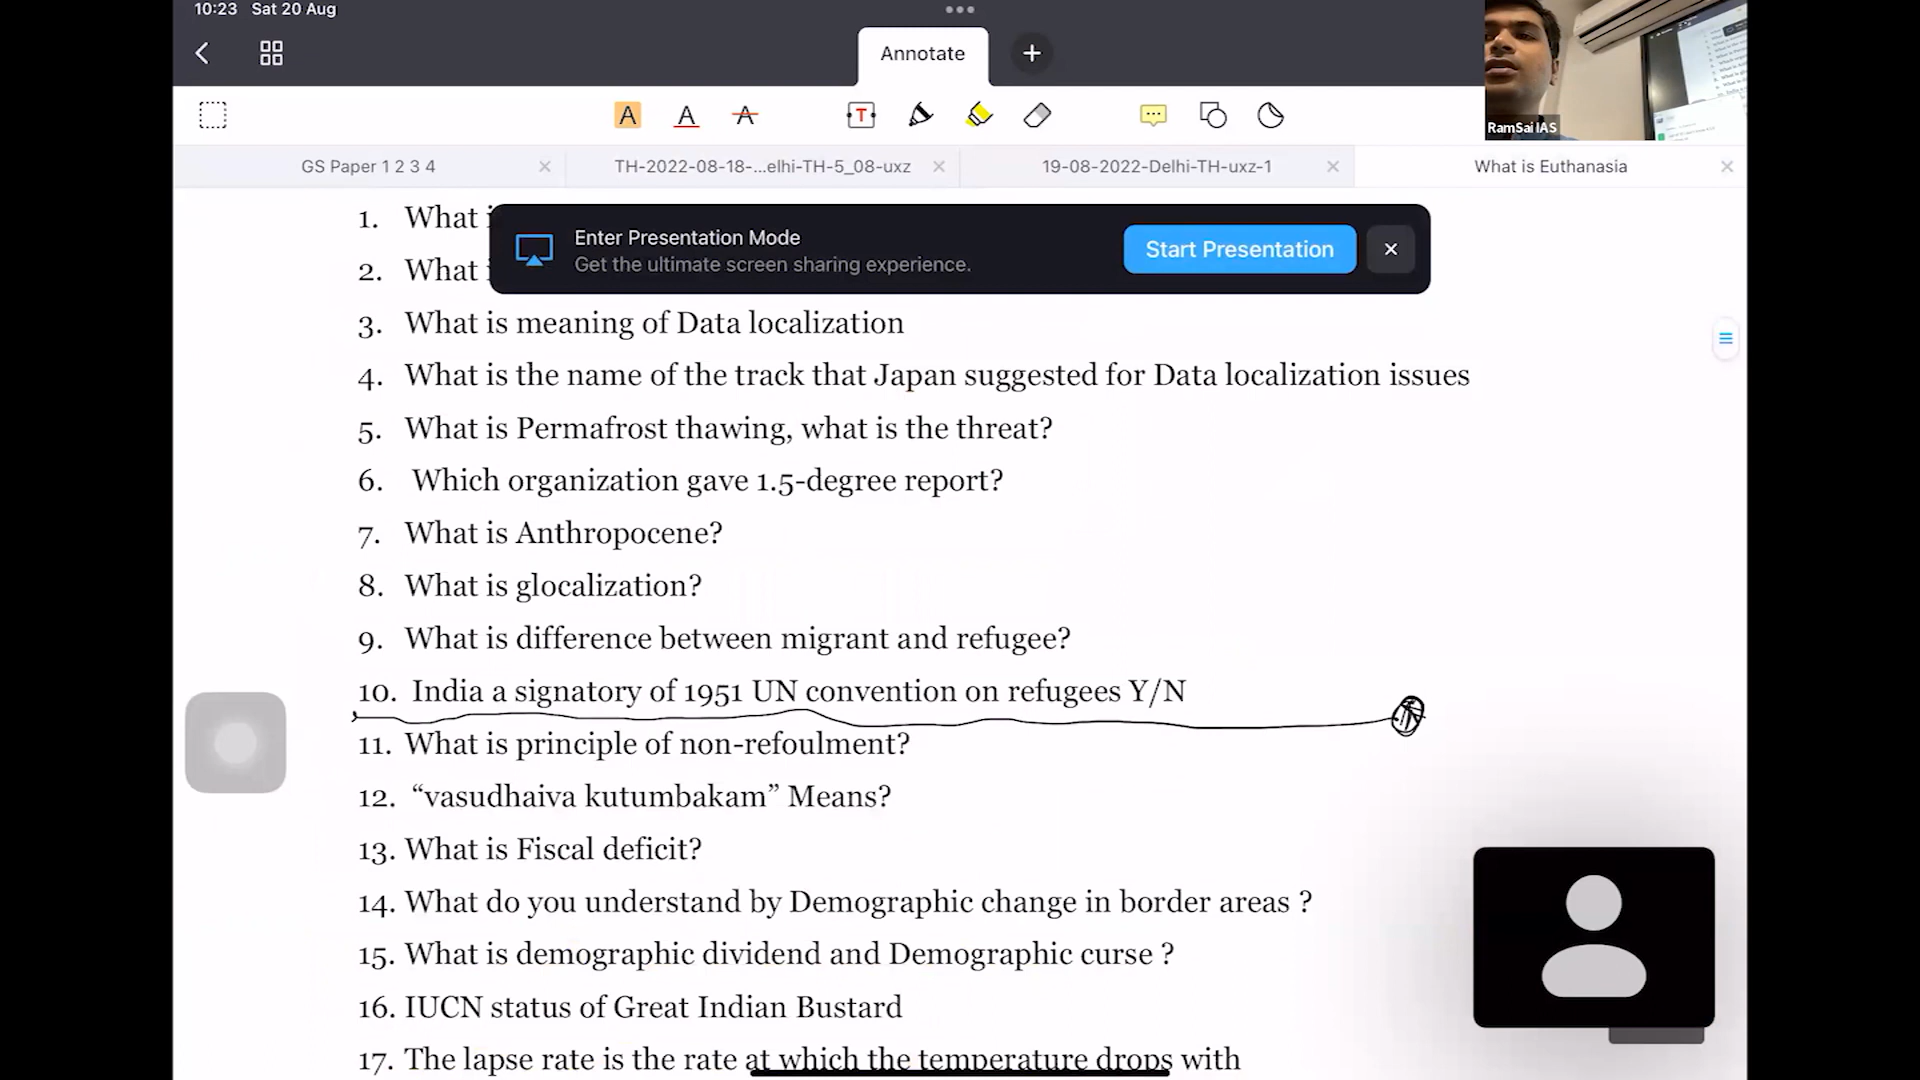 10:23 Sat 20 Aug
Annotate
RamSai IAS
GS Paper 1 2 3 4
TH-2022-08-18-...elhi-TH-5_08-uxz
19-08-2022-Delhi-TH-uxz-1
What is Euthanasia
Enter Presentation Mode
Get the ultimate screen sharing experience.
Start Presentation
1. What
2. What
3. What is meaning of Data localization
4. What is the name of the track that Japan suggested for Data localization issues
5. What is Permafrost thawing, what is the threat?
6. Which organization gave 1.5-degree report?
7. What is Anthropocene?
8. What is glocalization?
9. What is difference between migrant and refugee?
10. India a signatory of 1951 UN convention on refugees Y/N
11. What is principle of non-refoulment?
12. “vasudhaiva kutumbakam” Means?
13. What is Fiscal deficit?
14. What do you understand by Demographic change in border areas ?
15. What is demographic dividend and Demographic curse ?
16. IUCN status of Great Indian Bustard
17. The lapse rate is the rate at which the temperature drops with